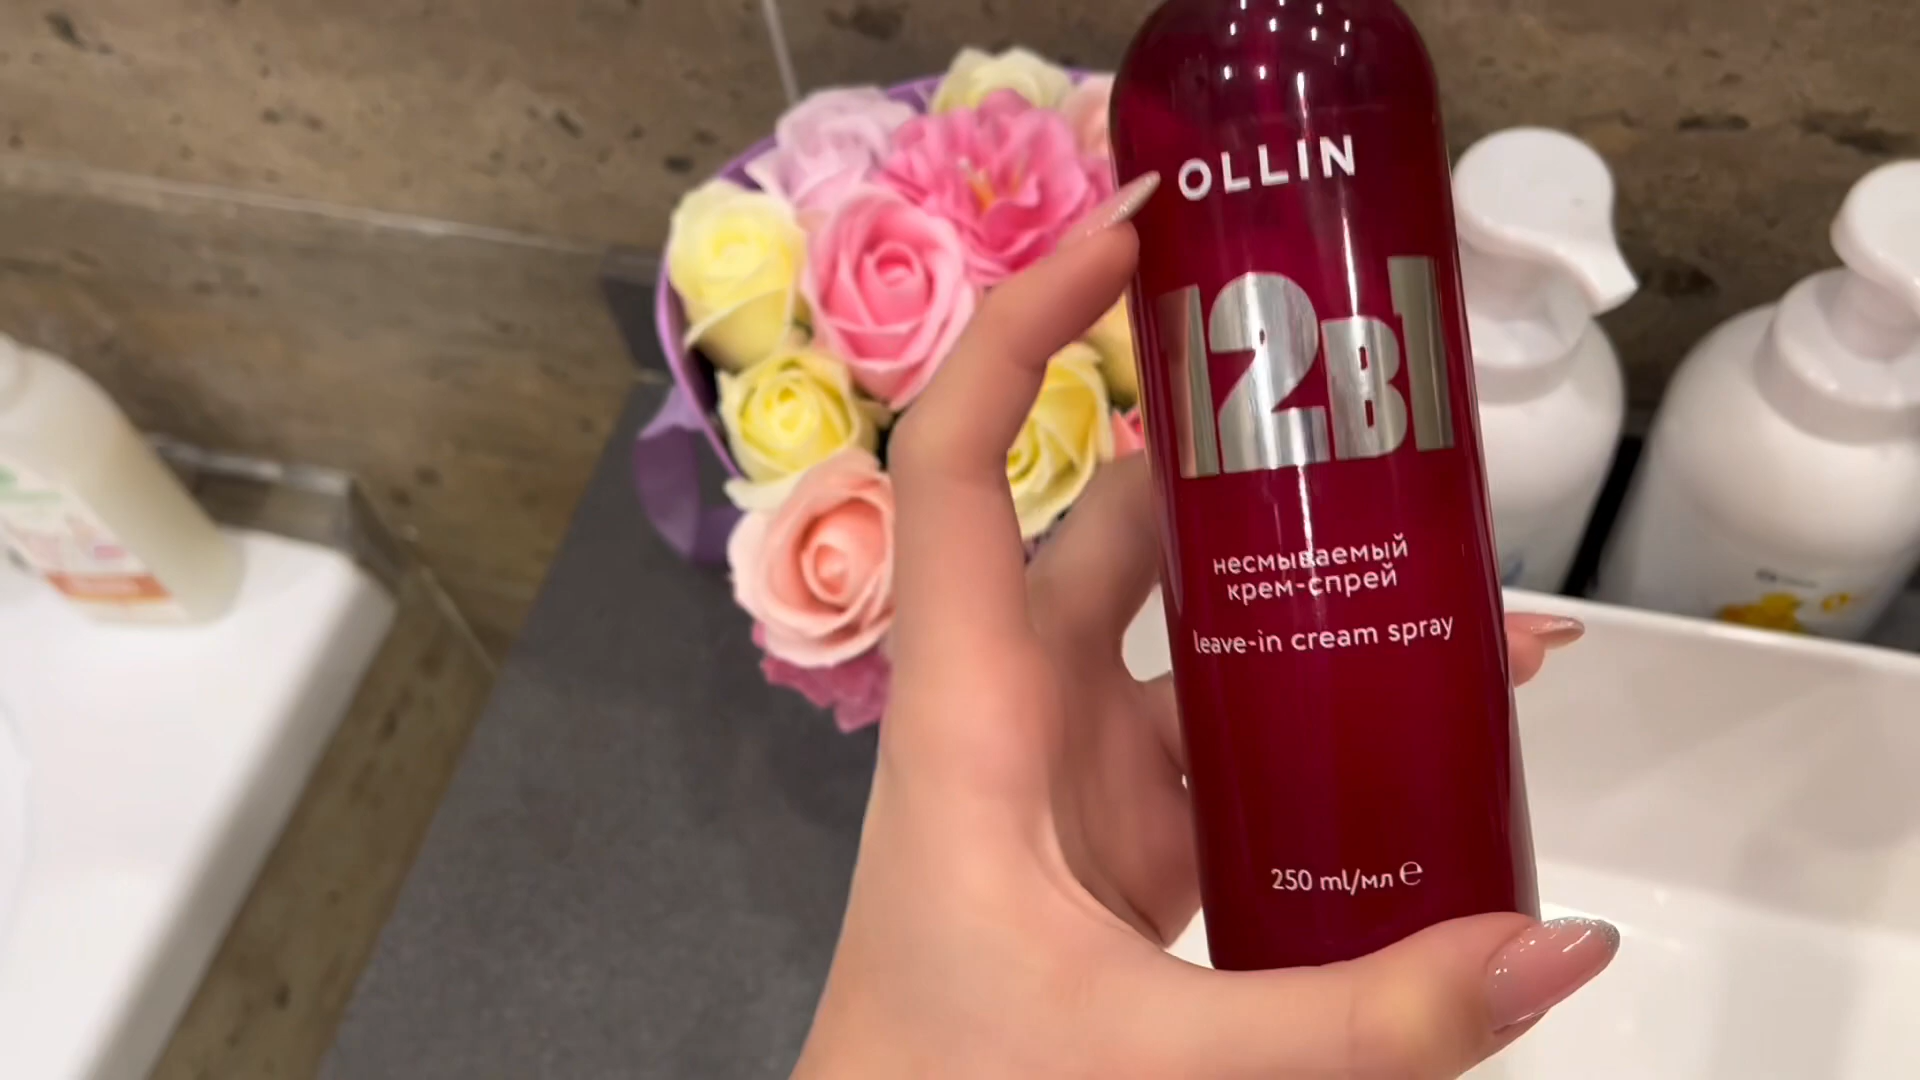 OLLIN
12в1
несмываемый
крем-спрей
leave-in cream spray
250 ml/мл ℮